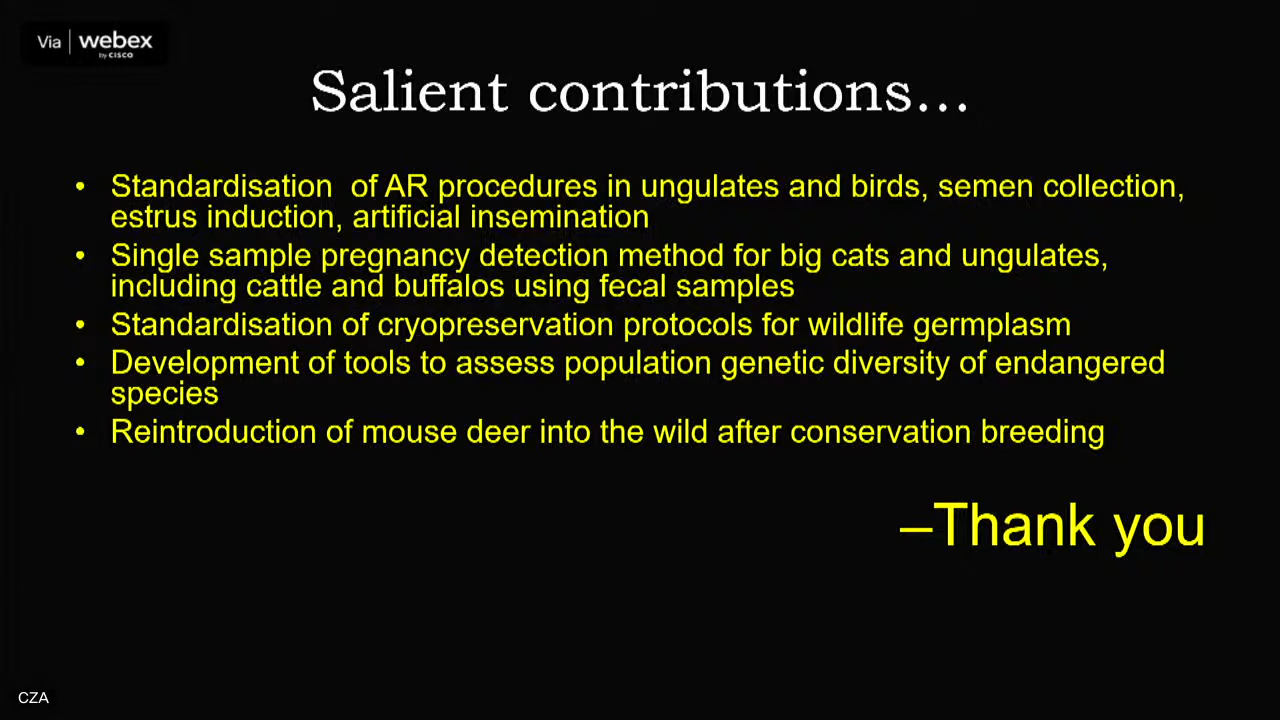 Via webex
by CISCO
Salient contributions...
• Standardisation  of AR procedures in ungulates and birds, semen collection,
estrus induction, artificial insemination
• Single sample pregnancy detection method for big cats and ungulates,
including cattle and buffalos using fecal samples
• Standardisation of cryopreservation protocols for wildlife germplasm
• Development of tools to assess population genetic diversity of endangered
species
• Reintroduction of mouse deer into the wild after conservation breeding
–Thank you
CZA